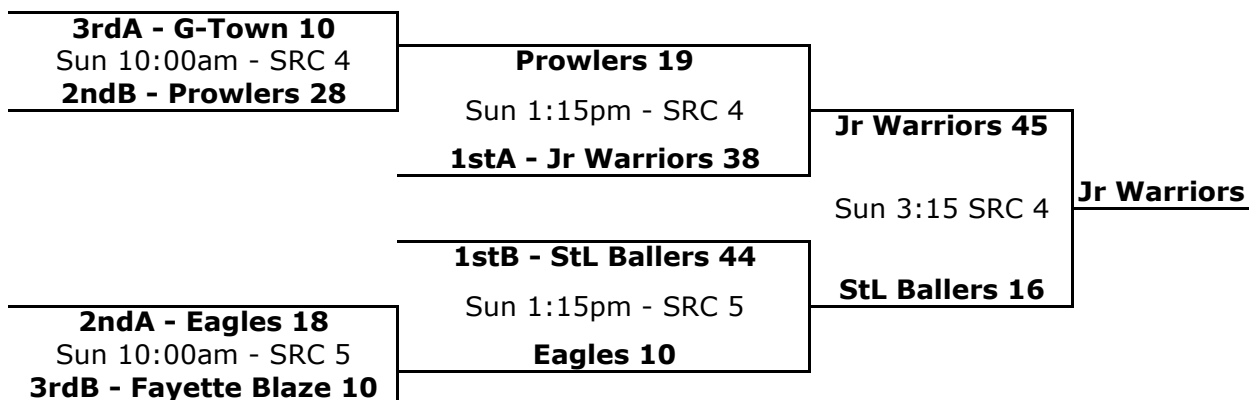 3rdA - G-Town 10
Sun 10:00am - SRC 4
2ndB - Prowlers 28
Prowlers 19
Sun 1:15pm - SRC 4
1stA - Jr Warriors 38
Jr Warriors 45
Sun 3:15 SRC 4
StL Ballers 16
Jr Warriors
1stB - StL Ballers 44
Sun 1:15pm - SRC 5
Eagles 10
2ndA - Eagles 18
Sun 10:00am - SRC 5
3rdB - Fayette Blaze 10